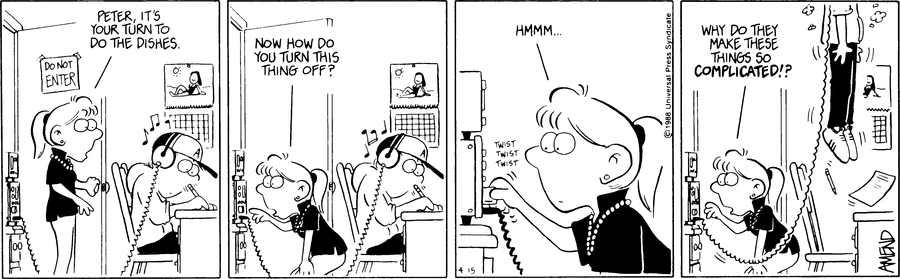 PETER, IT'S
YOUR TURN TO
DO THE DISHES.
DO NOT
ENTER
NOW HOW DO
YOU TURN THIS
THING OFF?
HMMM...
TWIST
TWIST
TWIST
4 15
©1988 Universal Press Syndicate
WHY DO THEY
MAKE THESE
THINGS SO
COMPLICATED!?
AMEND